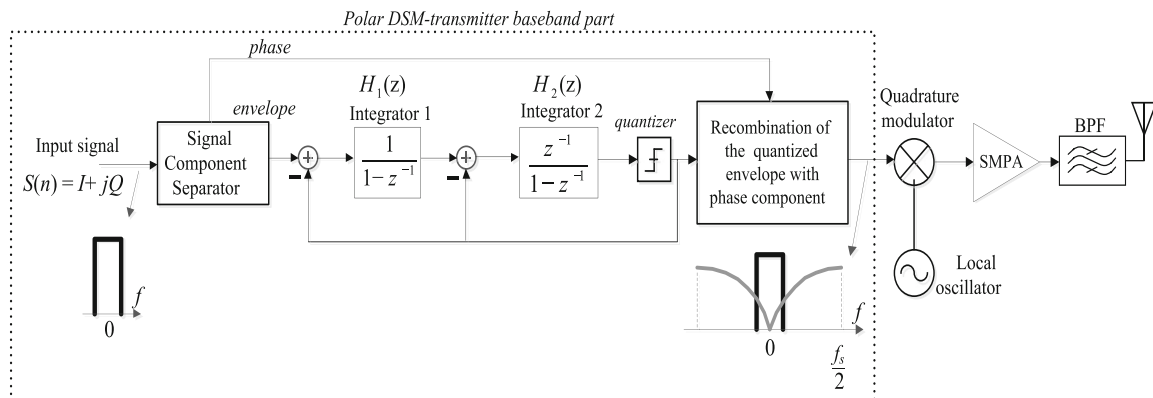 Polar DSM-transmitter baseband part
phase
envelope
H₁(z)
Integrator 1
H₂(z)
Integrator 2
quantizer
Quadrature
modulator
BPF
Input signal
S(n) = I+ jQ
Signal
Component
Separator
+
−
1
1− z⁻¹
+
−
z⁻¹
1− z⁻¹
Recombination of
the quantized
envelope with
phase component
SMPA
Local
oscillator
f
0
f
0
fₛ
2